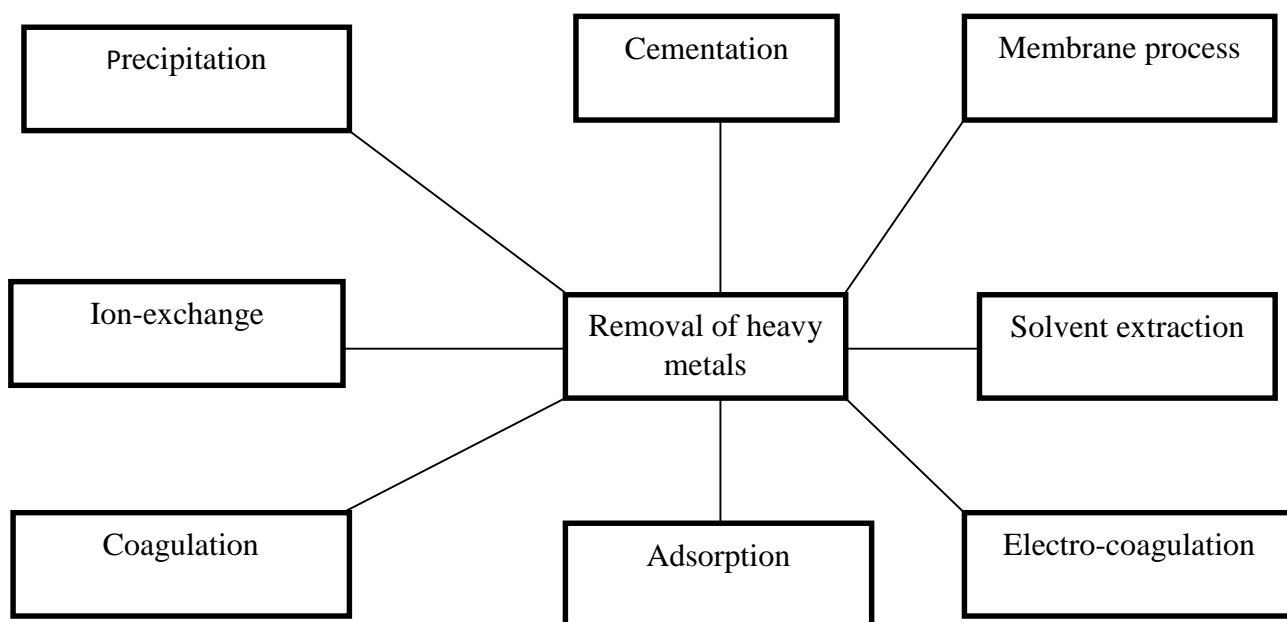 Precipitation
Cementation
Membrane process
Ion-exchange
Removal of heavy
metals
Solvent extraction
Coagulation
Adsorption
Electro-coagulation